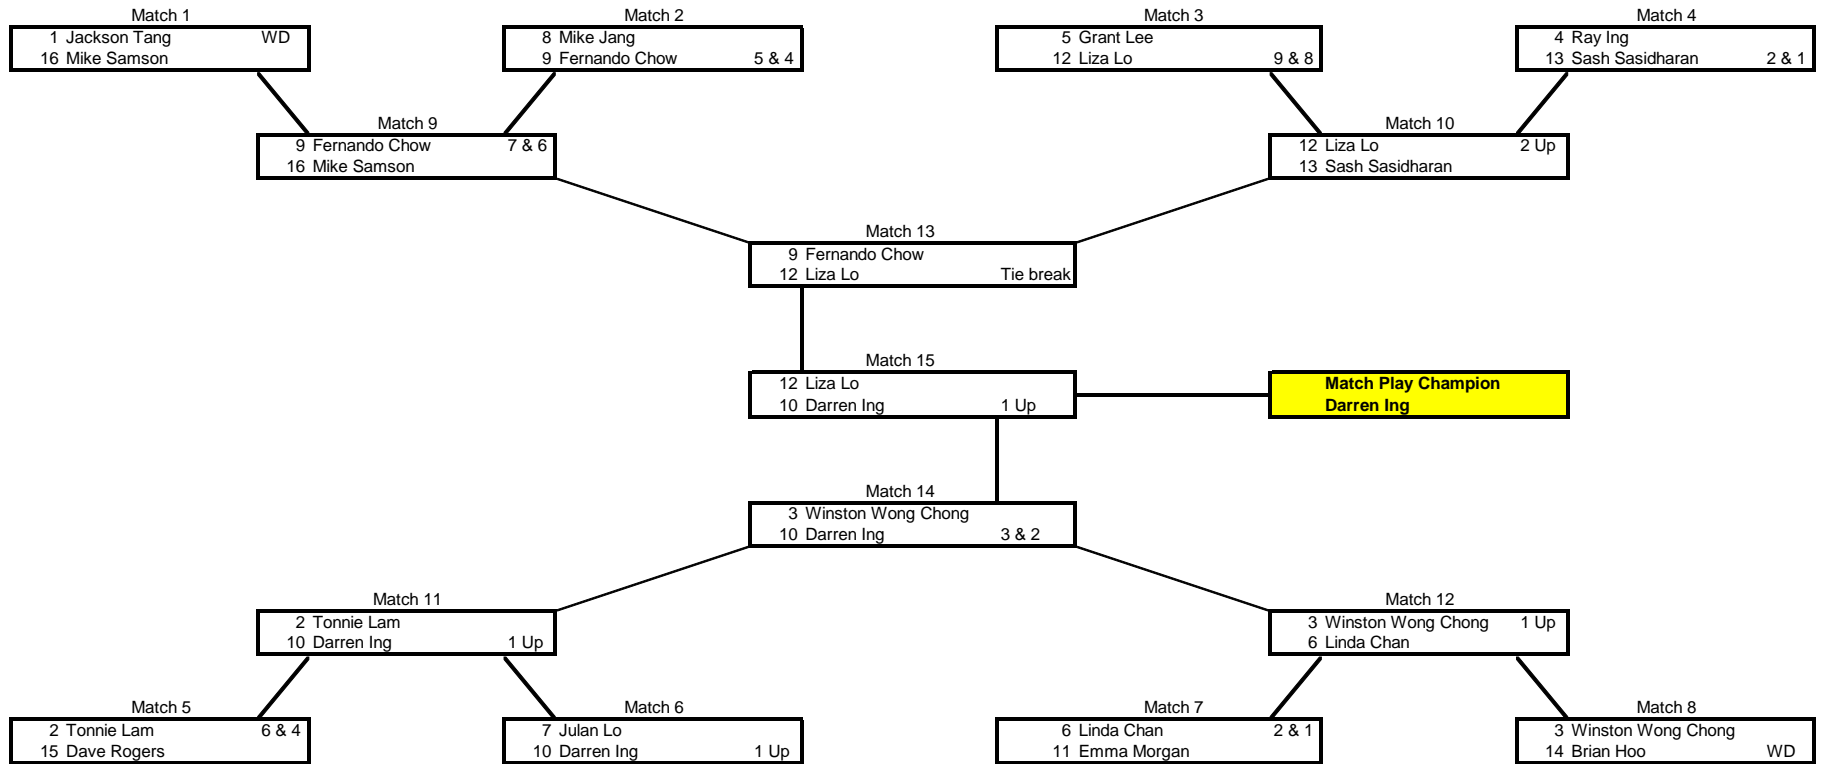 Match 1
1 Jackson Tang WD
16 Mike Samson
Match 2
8 Mike Jang
9 Fernando Chow 5 & 4
Match 3
5 Grant Lee
12 Liza Lo 9 & 8
Match 4
4 Ray Ing
13 Sash Sasidharan 2 & 1
Match 9
9 Fernando Chow 7 & 6
16 Mike Samson
Match 10
12 Liza Lo 2 Up
13 Sash Sasidharan
Match 13
9 Fernando Chow
12 Liza Lo Tie break
Match 15
12 Liza Lo
10 Darren Ing 1 Up
Match Play Champion
Darren Ing
Match 14
3 Winston Wong Chong
10 Darren Ing 3 & 2
Match 11
2 Tonnie Lam
10 Darren Ing 1 Up
Match 12
3 Winston Wong Chong 1 Up
6 Linda Chan
Match 5
2 Tonnie Lam 6 & 4
15 Dave Rogers
Match 6
7 Julan Lo
10 Darren Ing 1 Up
Match 7
6 Linda Chan 2 & 1
11 Emma Morgan
Match 8
3 Winston Wong Chong
14 Brian Hoo WD